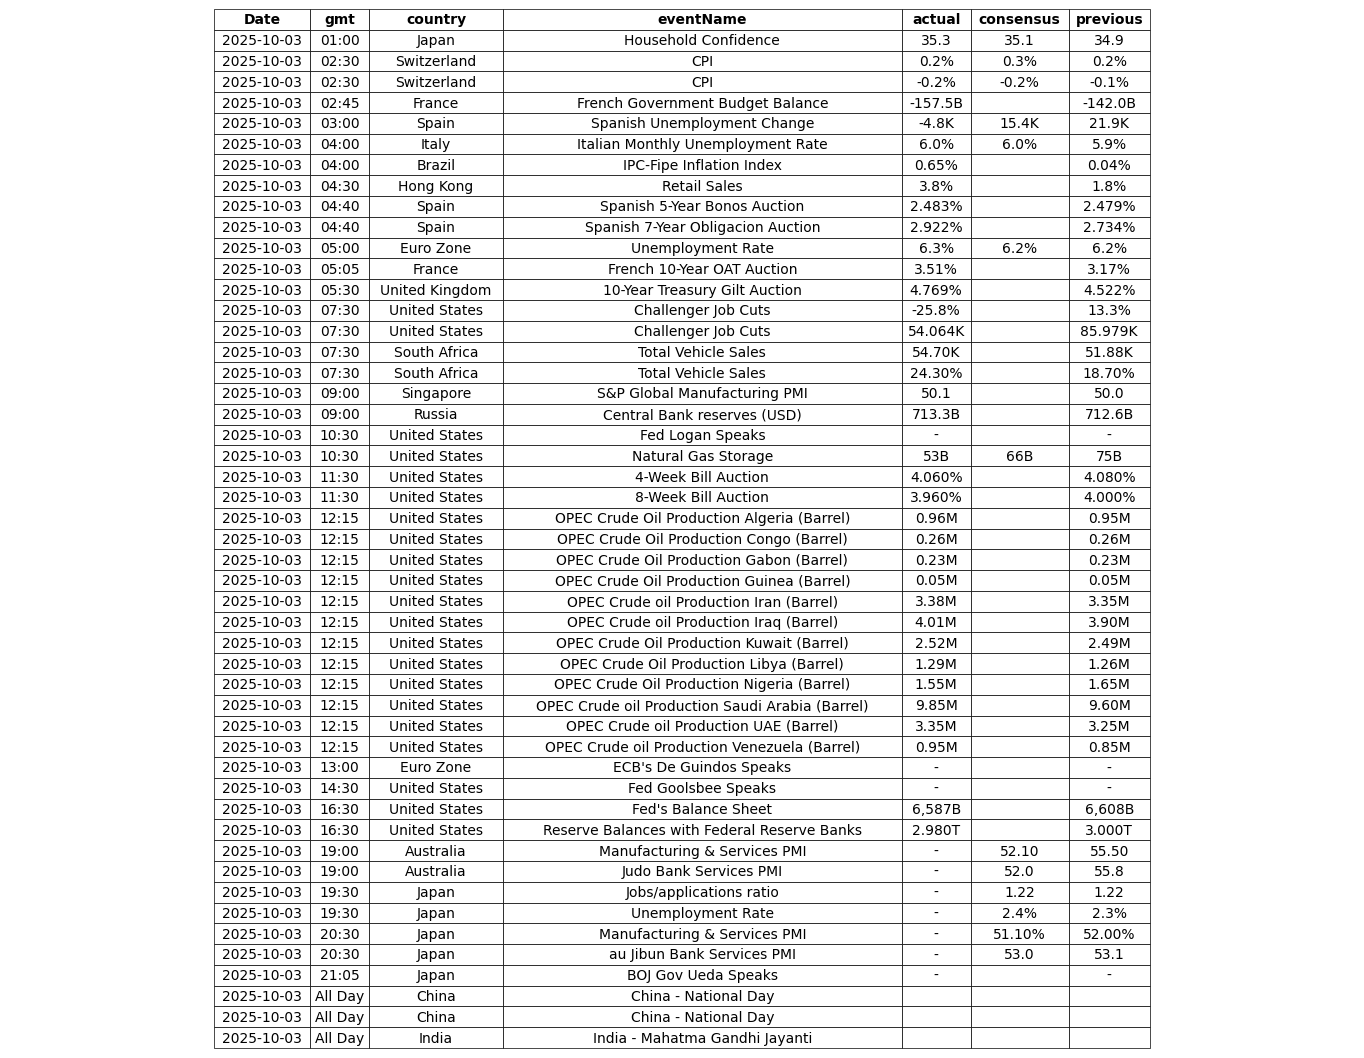 Date gmt country eventName actual consensus previous
2025-10-03 01:00 Japan Household Confidence 35.3 35.1 34.9
2025-10-03 02:30 Switzerland CPI 0.2% 0.3% 0.2%
2025-10-03 02:30 Switzerland CPI -0.2% -0.2% -0.1%
2025-10-03 02:45 France French Government Budget Balance -157.5B -142.0B
2025-10-03 03:00 Spain Spanish Unemployment Change -4.8K 15.4K 21.9K
2025-10-03 04:00 Italy Italian Monthly Unemployment Rate 6.0% 6.0% 5.9%
2025-10-03 04:00 Brazil IPC-Fipe Inflation Index 0.65% 0.04%
2025-10-03 04:30 Hong Kong Retail Sales 3.8% 1.8%
2025-10-03 04:40 Spain Spanish 5-Year Bonos Auction 2.483% 2.479%
2025-10-03 04:40 Spain Spanish 7-Year Obligacion Auction 2.922% 2.734%
2025-10-03 05:00 Euro Zone Unemployment Rate 6.3% 6.2% 6.2%
2025-10-03 05:05 France French 10-Year OAT Auction 3.51% 3.17%
2025-10-03 05:30 United Kingdom 10-Year Treasury Gilt Auction 4.769% 4.522%
2025-10-03 07:30 United States Challenger Job Cuts -25.8% 13.3%
2025-10-03 07:30 United States Challenger Job Cuts 54.064K 85.979K
2025-10-03 07:30 South Africa Total Vehicle Sales 54.70K 51.88K
2025-10-03 07:30 South Africa Total Vehicle Sales 24.30% 18.70%
2025-10-03 09:00 Singapore S&P Global Manufacturing PMI 50.1 50.0
2025-10-03 09:00 Russia Central Bank reserves (USD) 713.3B 712.6B
2025-10-03 10:30 United States Fed Logan Speaks - -
2025-10-03 10:30 United States Natural Gas Storage 53B 66B 75B
2025-10-03 11:30 United States 4-Week Bill Auction 4.060% 4.080%
2025-10-03 11:30 United States 8-Week Bill Auction 3.960% 4.000%
2025-10-03 12:15 United States OPEC Crude Oil Production Algeria (Barrel) 0.96M 0.95M
2025-10-03 12:15 United States OPEC Crude Oil Production Congo (Barrel) 0.26M 0.26M
2025-10-03 12:15 United States OPEC Crude Oil Production Gabon (Barrel) 0.23M 0.23M
2025-10-03 12:15 United States OPEC Crude Oil Production Guinea (Barrel) 0.05M 0.05M
2025-10-03 12:15 United States OPEC Crude oil Production Iran (Barrel) 3.38M 3.35M
2025-10-03 12:15 United States OPEC Crude oil Production Iraq (Barrel) 4.01M 3.90M
2025-10-03 12:15 United States OPEC Crude Oil Production Kuwait (Barrel) 2.52M 2.49M
2025-10-03 12:15 United States OPEC Crude Oil Production Libya (Barrel) 1.29M 1.26M
2025-10-03 12:15 United States OPEC Crude Oil Production Nigeria (Barrel) 1.55M 1.65M
2025-10-03 12:15 United States OPEC Crude oil Production Saudi Arabia (Barrel) 9.85M 9.60M
2025-10-03 12:15 United States OPEC Crude oil Production UAE (Barrel) 3.35M 3.25M
2025-10-03 12:15 United States OPEC Crude oil Production Venezuela (Barrel) 0.95M 0.85M
2025-10-03 13:00 Euro Zone ECB's De Guindos Speaks - -
2025-10-03 14:30 United States Fed Goolsbee Speaks - -
2025-10-03 16:30 United States Fed's Balance Sheet 6,587B 6,608B
2025-10-03 16:30 United States Reserve Balances with Federal Reserve Banks 2.980T 3.000T
2025-10-03 19:00 Australia Manufacturing & Services PMI - 52.10 55.50
2025-10-03 19:00 Australia Judo Bank Services PMI - 52.0 55.8
2025-10-03 19:30 Japan Jobs/applications ratio - 1.22 1.22
2025-10-03 19:30 Japan Unemployment Rate - 2.4% 2.3%
2025-10-03 20:30 Japan Manufacturing & Services PMI - 51.10% 52.00%
2025-10-03 20:30 Japan au Jibun Bank Services PMI - 53.0 53.1
2025-10-03 21:05 Japan BOJ Gov Ueda Speaks - -
2025-10-03 All Day China China - National Day
2025-10-03 All Day China China - National Day
2025-10-03 All Day India India - Mahatma Gandhi Jayanti